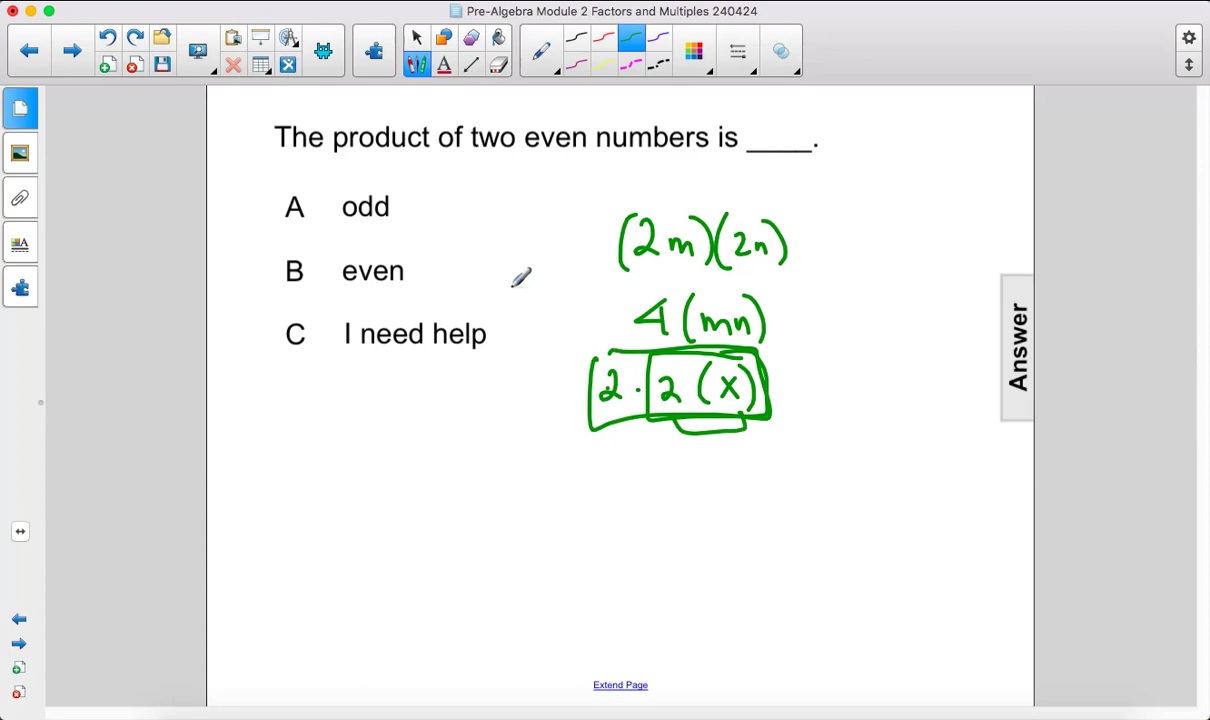 Pre-Algebra Module 2 Factors and Multiples 240424
The product of two even numbers is ____.
A odd
B even
C I need help
(2m)(2n)
4(mn)
2 · 2 (x)
Answer
Extend Page